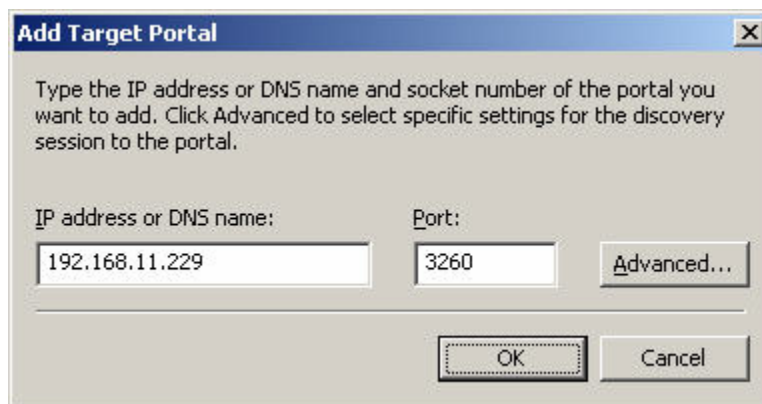 Add Target Portal
Type the IP address or DNS name and socket number of the portal you
want to add. Click Advanced to select specific settings for the discovery
session to the portal.
IP address or DNS name: Port:
192.168.11.229 3260 Advanced...
OK Cancel